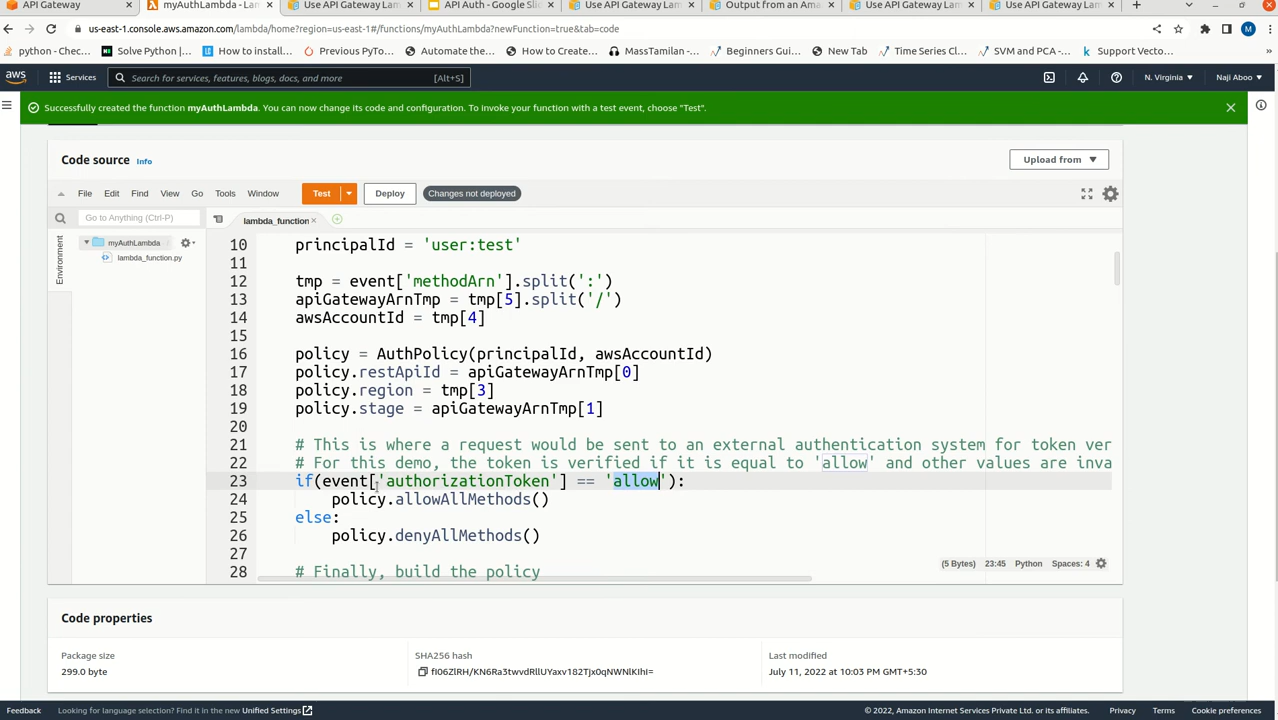 API Gateway
myAuthLambda - Lan
Use API Gateway Lam
API Auth - Google Slid
Use API Gateway Lam
Use API Gateway Lam
Output from an Ama
Use API Gateway Lam
Use API Gateway Lam
us-east-1.console.aws.amazon.com/lambda/home?region=us-east-1#/functions/myAuthLambda?newFunction=true&tab=code
python - Chec...
Solve Python |...
How to install...
Previous PyTo...
Automate the...
How to Create...
MassTamilan -
Beginners Guid...
New Tab
Time Series Cl...
SVM and PCA -...
Support Vecto...
aws
Services
Search for services, features, blogs, docs, and more
[Alt+S]
N. Virginia
Naji Aboo
Successfully created the function myAuthLambda. You can now change its code and configuration. To invoke your function with a test event, choose "Test".
Code source Info
Upload from
File Edit Find View Go Tools Window
Test
Deploy
Changes not deployed
Go to Anything (Ctrl-P)
lambda_function
Environment
myAuthLambda
lambda_function.py
10 principalId = 'user:test'
11
12 tmp = event['methodArn'].split(':')
13 apiGatewayArnTmp = tmp[5].split('/')
14 awsAccountId = tmp[4]
15
16 policy = AuthPolicy(principalId, awsAccountId)
17 policy.restApiId = apiGatewayArnTmp[0]
18 policy.region = tmp[3]
19 policy.stage = apiGatewayArnTmp[1]
20
21 # This is where a request would be sent to an external authentication system for token ver
22 # For this demo, the token is verified if it is equal to 'allow' and other values are inva
23 if(event['authorizationToken'] == 'allow'):
24 policy.allowAllMethods()
25 else:
26 policy.denyAllMethods()
27
28 # Finally, build the policy
(5 Bytes) 23:45 Python Spaces: 4
Code properties
Package size
299.0 byte
SHA256 hash
fI06ZlRH/KN6Ra3twvdRllUYaxv182Tjx0qNWNlKIhI=
Last modified
July 11, 2022 at 10:03 PM GMT+5:30
Feedback
Looking for language selection? Find it in the new Unified Settings
© 2022, Amazon Internet Services Private Ltd. or its affiliates.
Privacy
Terms
Cookie preferences